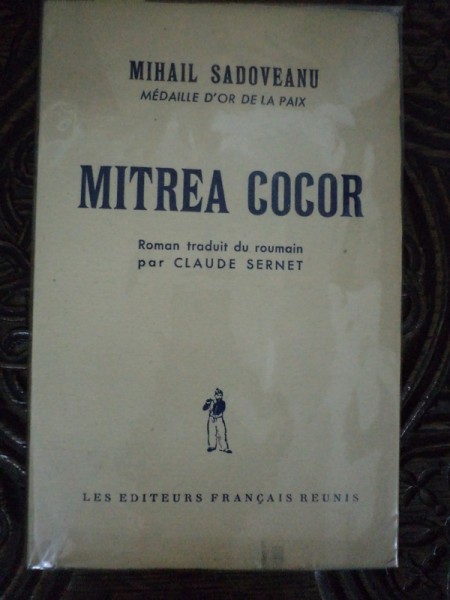 MIHAIL SADOVEANU
MÉDAILLE D'OR DE LA PAIX
MITREA COCOR
Roman traduit du roumain
par CLAUDE SERNET
LES EDITEURS FRANÇAIS REUNIS